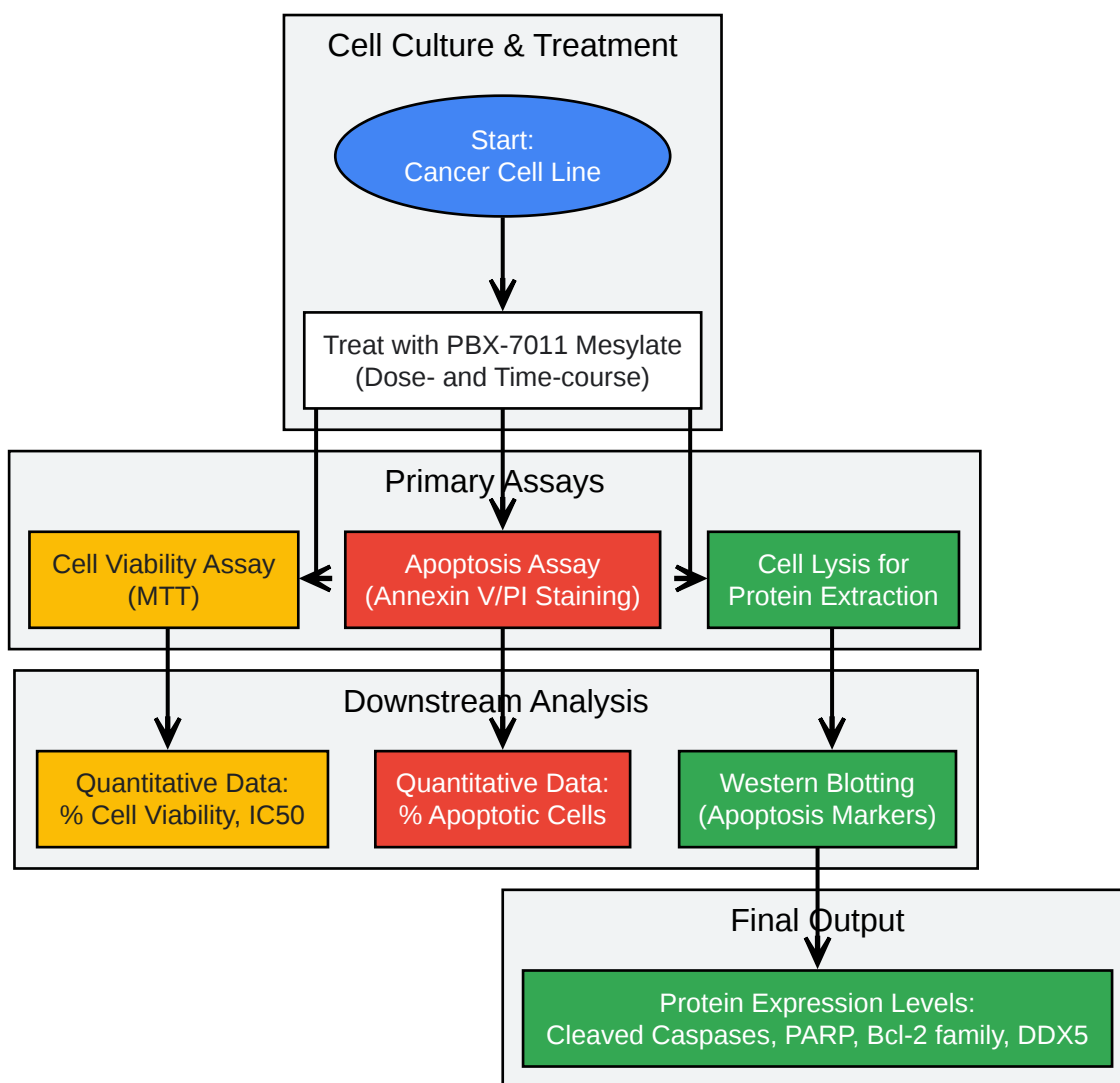 Cell Culture & Treatment
Start:
Cancer Cell Line
Treat with PBX-7011 Mesylate
(Dose- and Time-course)
Primary Assays
Cell Viability Assay
(MTT)
Apoptosis Assay
(Annexin V/PI Staining)
Cell Lysis for
Protein Extraction
Downstream Analysis
Quantitative Data:
% Cell Viability, IC50
Quantitative Data:
% Apoptotic Cells
Western Blotting
(Apoptosis Markers)
Final Output
Protein Expression Levels:
Cleaved Caspases, PARP, Bcl-2 family, DDX5